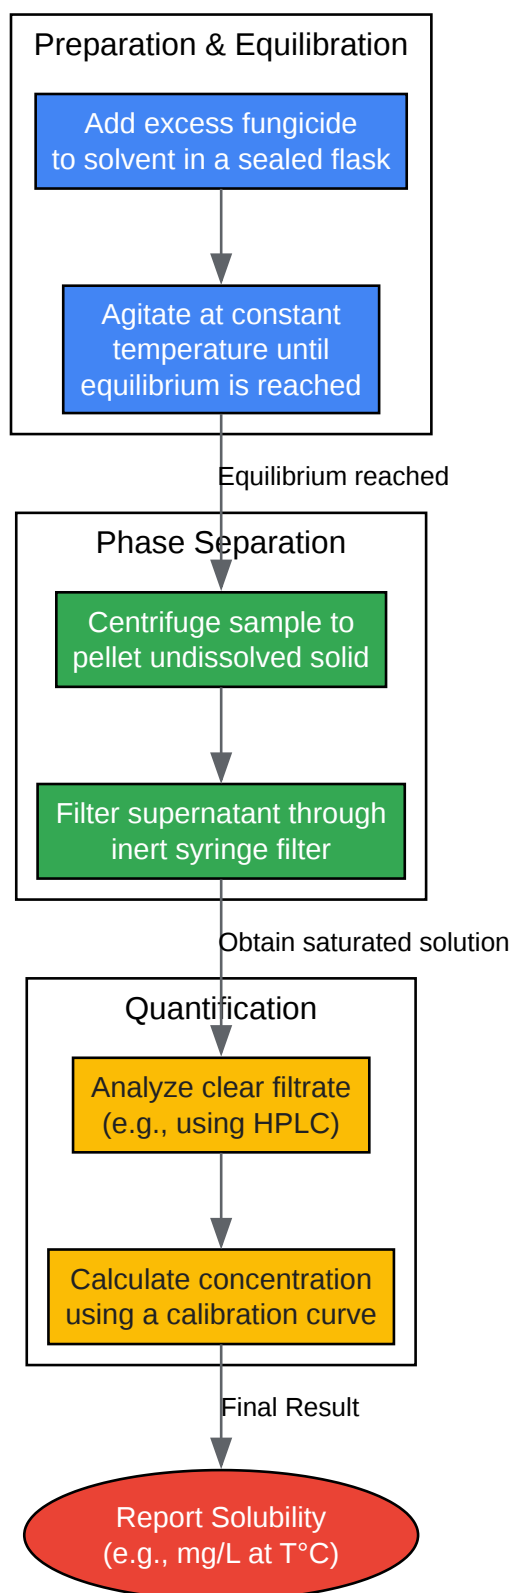 Preparation & Equilibration
Add excess fungicide
to solvent in a sealed flask
Agitate at constant
temperature until
equilibrium is reached
Equilibrium reached
Phase Separation
Centrifuge sample to
pellet undissolved solid
Filter supernatant through
inert syringe filter
Obtain saturated solution
Quantification
Analyze clear filtrate
(e.g., using HPLC)
Calculate concentration
using a calibration curve
Final Result
Report Solubility
(e.g., mg/L at T°C)